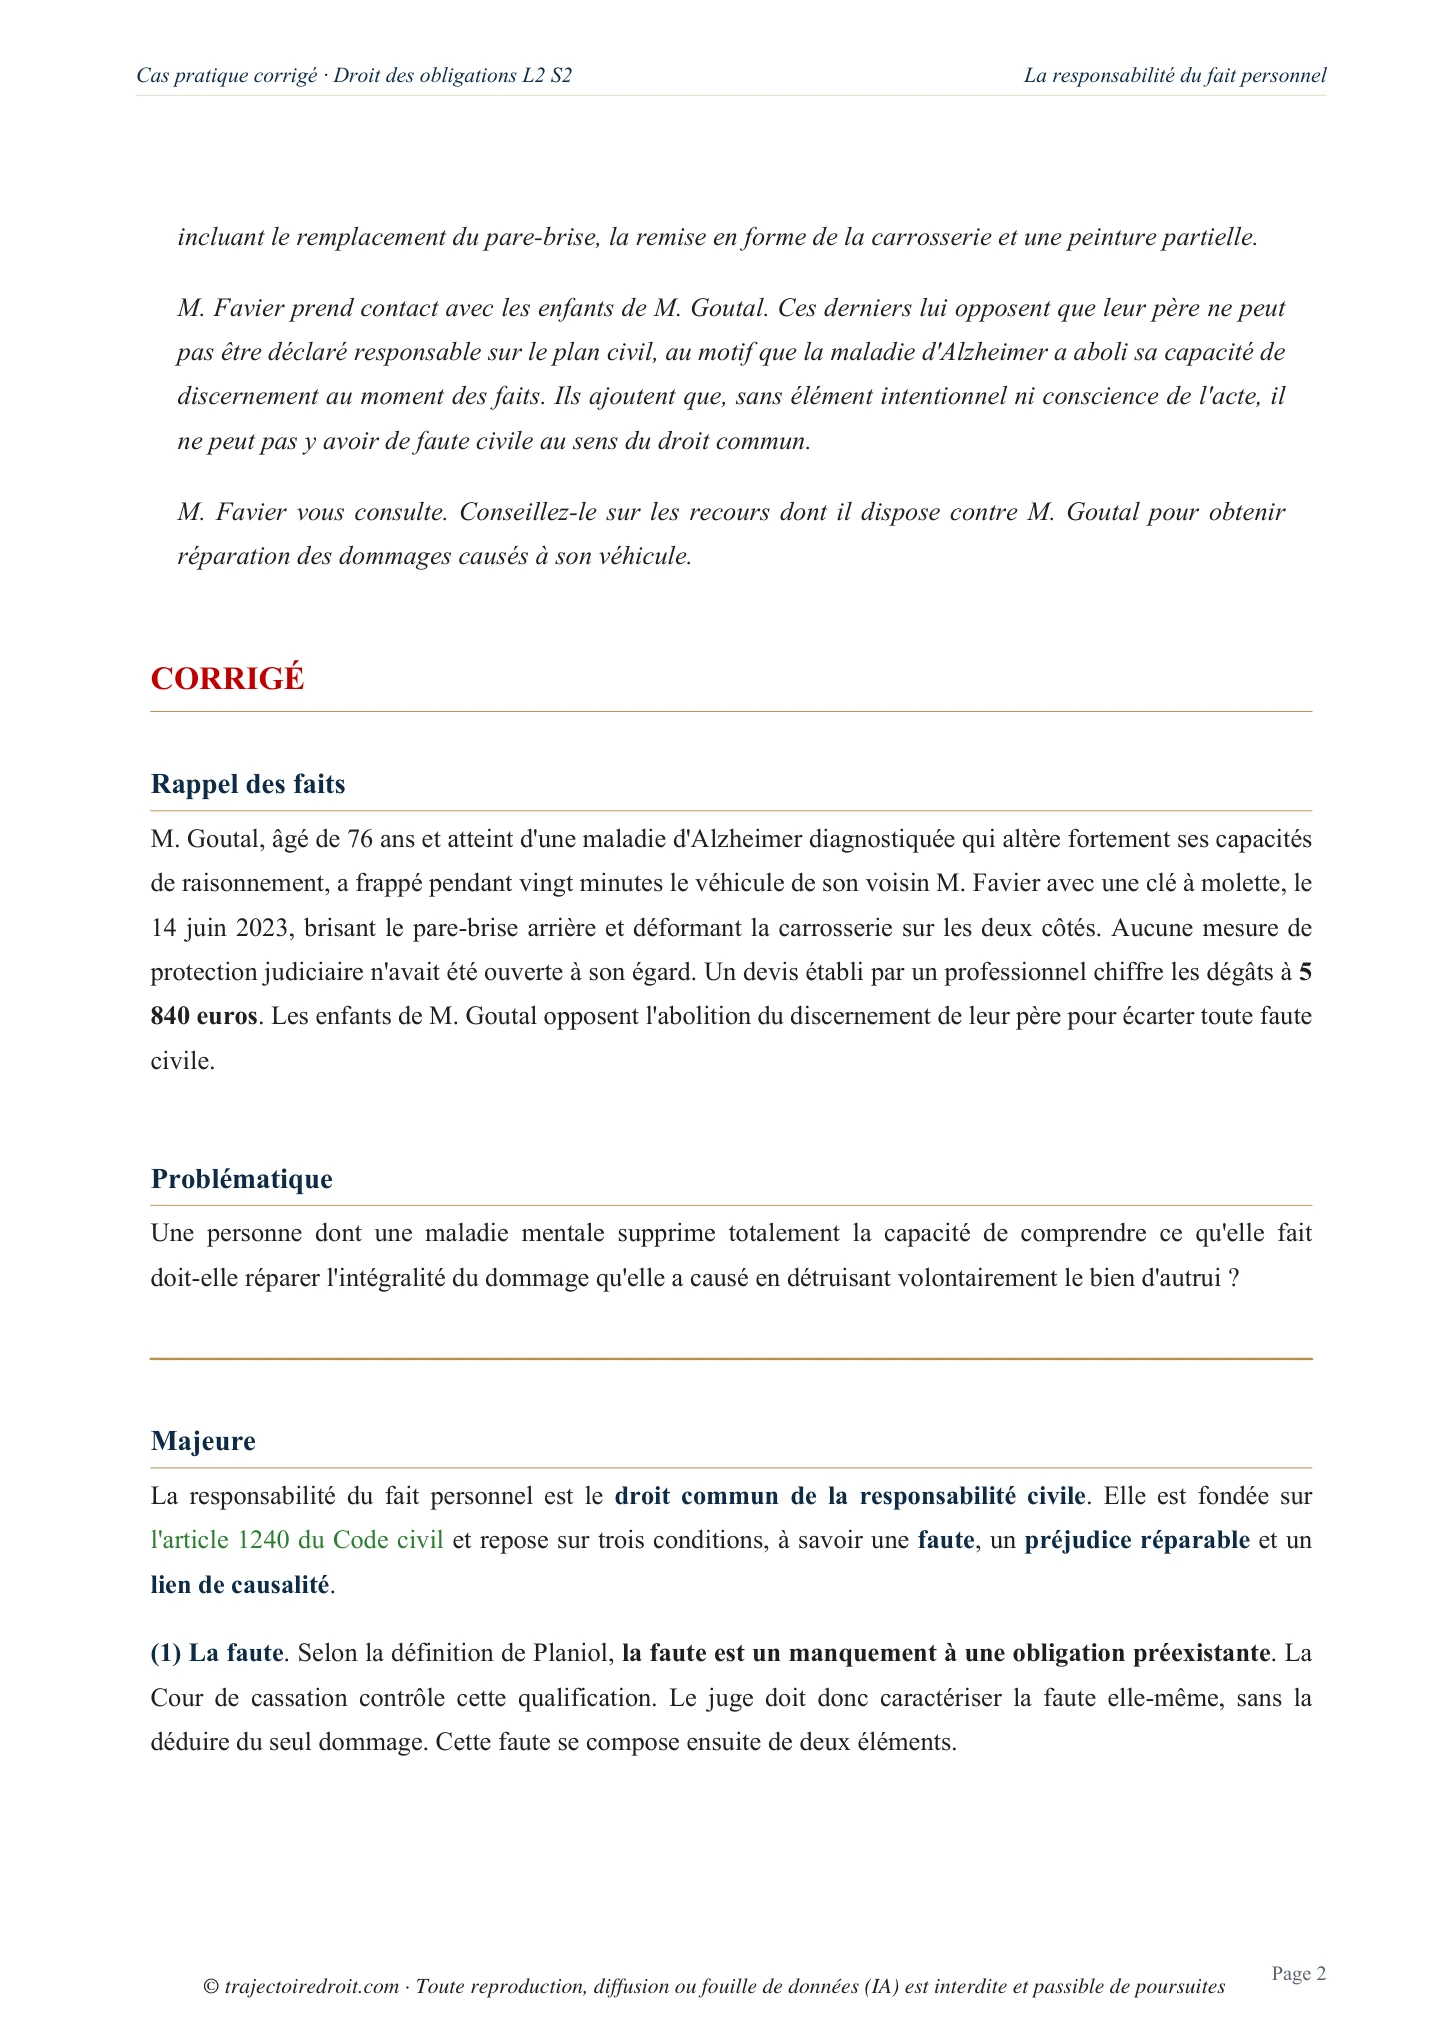 Cas pratique corrigé · Droit des obligations L2 S2
La responsabilité du fait personnel
incluant le remplacement du pare-brise, la remise en forme de la carrosserie et une peinture partielle.
M. Favier prend contact avec les enfants de M. Goutal. Ces derniers lui opposent que leur père ne peut
pas être déclaré responsable sur le plan civil, au motif que la maladie d'Alzheimer a aboli sa capacité de
discernement au moment des faits. Ils ajoutent que, sans élément intentionnel ni conscience de l'acte, il
ne peut pas y avoir de faute civile au sens du droit commun.
M. Favier vous consulte. Conseillez-le sur les recours dont il dispose contre M. Goutal pour obtenir
réparation des dommages causés à son véhicule.
CORRIGÉ
Rappel des faits
M. Goutal, âgé de 76 ans et atteint d'une maladie d'Alzheimer diagnostiquée qui altère fortement ses capacités
de raisonnement, a frappé pendant vingt minutes le véhicule de son voisin M. Favier avec une clé à molette, le
14 juin 2023, brisant le pare-brise arrière et déformant la carrosserie sur les deux côtés. Aucune mesure de
protection judiciaire n'avait été ouverte à son égard. Un devis établi par un professionnel chiffre les dégâts à 5
840 euros. Les enfants de M. Goutal opposent l'abolition du discernement de leur père pour écarter toute faute
civile.
Problématique
Une personne dont une maladie mentale supprime totalement la capacité de comprendre ce qu'elle fait
doit-elle réparer l'intégralité du dommage qu'elle a causé en détruisant volontairement le bien d'autrui ?
Majeure
La responsabilité du fait personnel est le droit commun de la responsabilité civile. Elle est fondée sur
l'article 1240 du Code civil et repose sur trois conditions, à savoir une faute, un préjudice réparable et un
lien de causalité.
(1) La faute. Selon la définition de Planiol, la faute est un manquement à une obligation préexistante. La
Cour de cassation contrôle cette qualification. Le juge doit donc caractériser la faute elle-même, sans la
déduire du seul dommage. Cette faute se compose ensuite de deux éléments.
© trajectoiredroit.com · Toute reproduction, diffusion ou fouille de données (IA) est interdite et passible de poursuites
Page 2